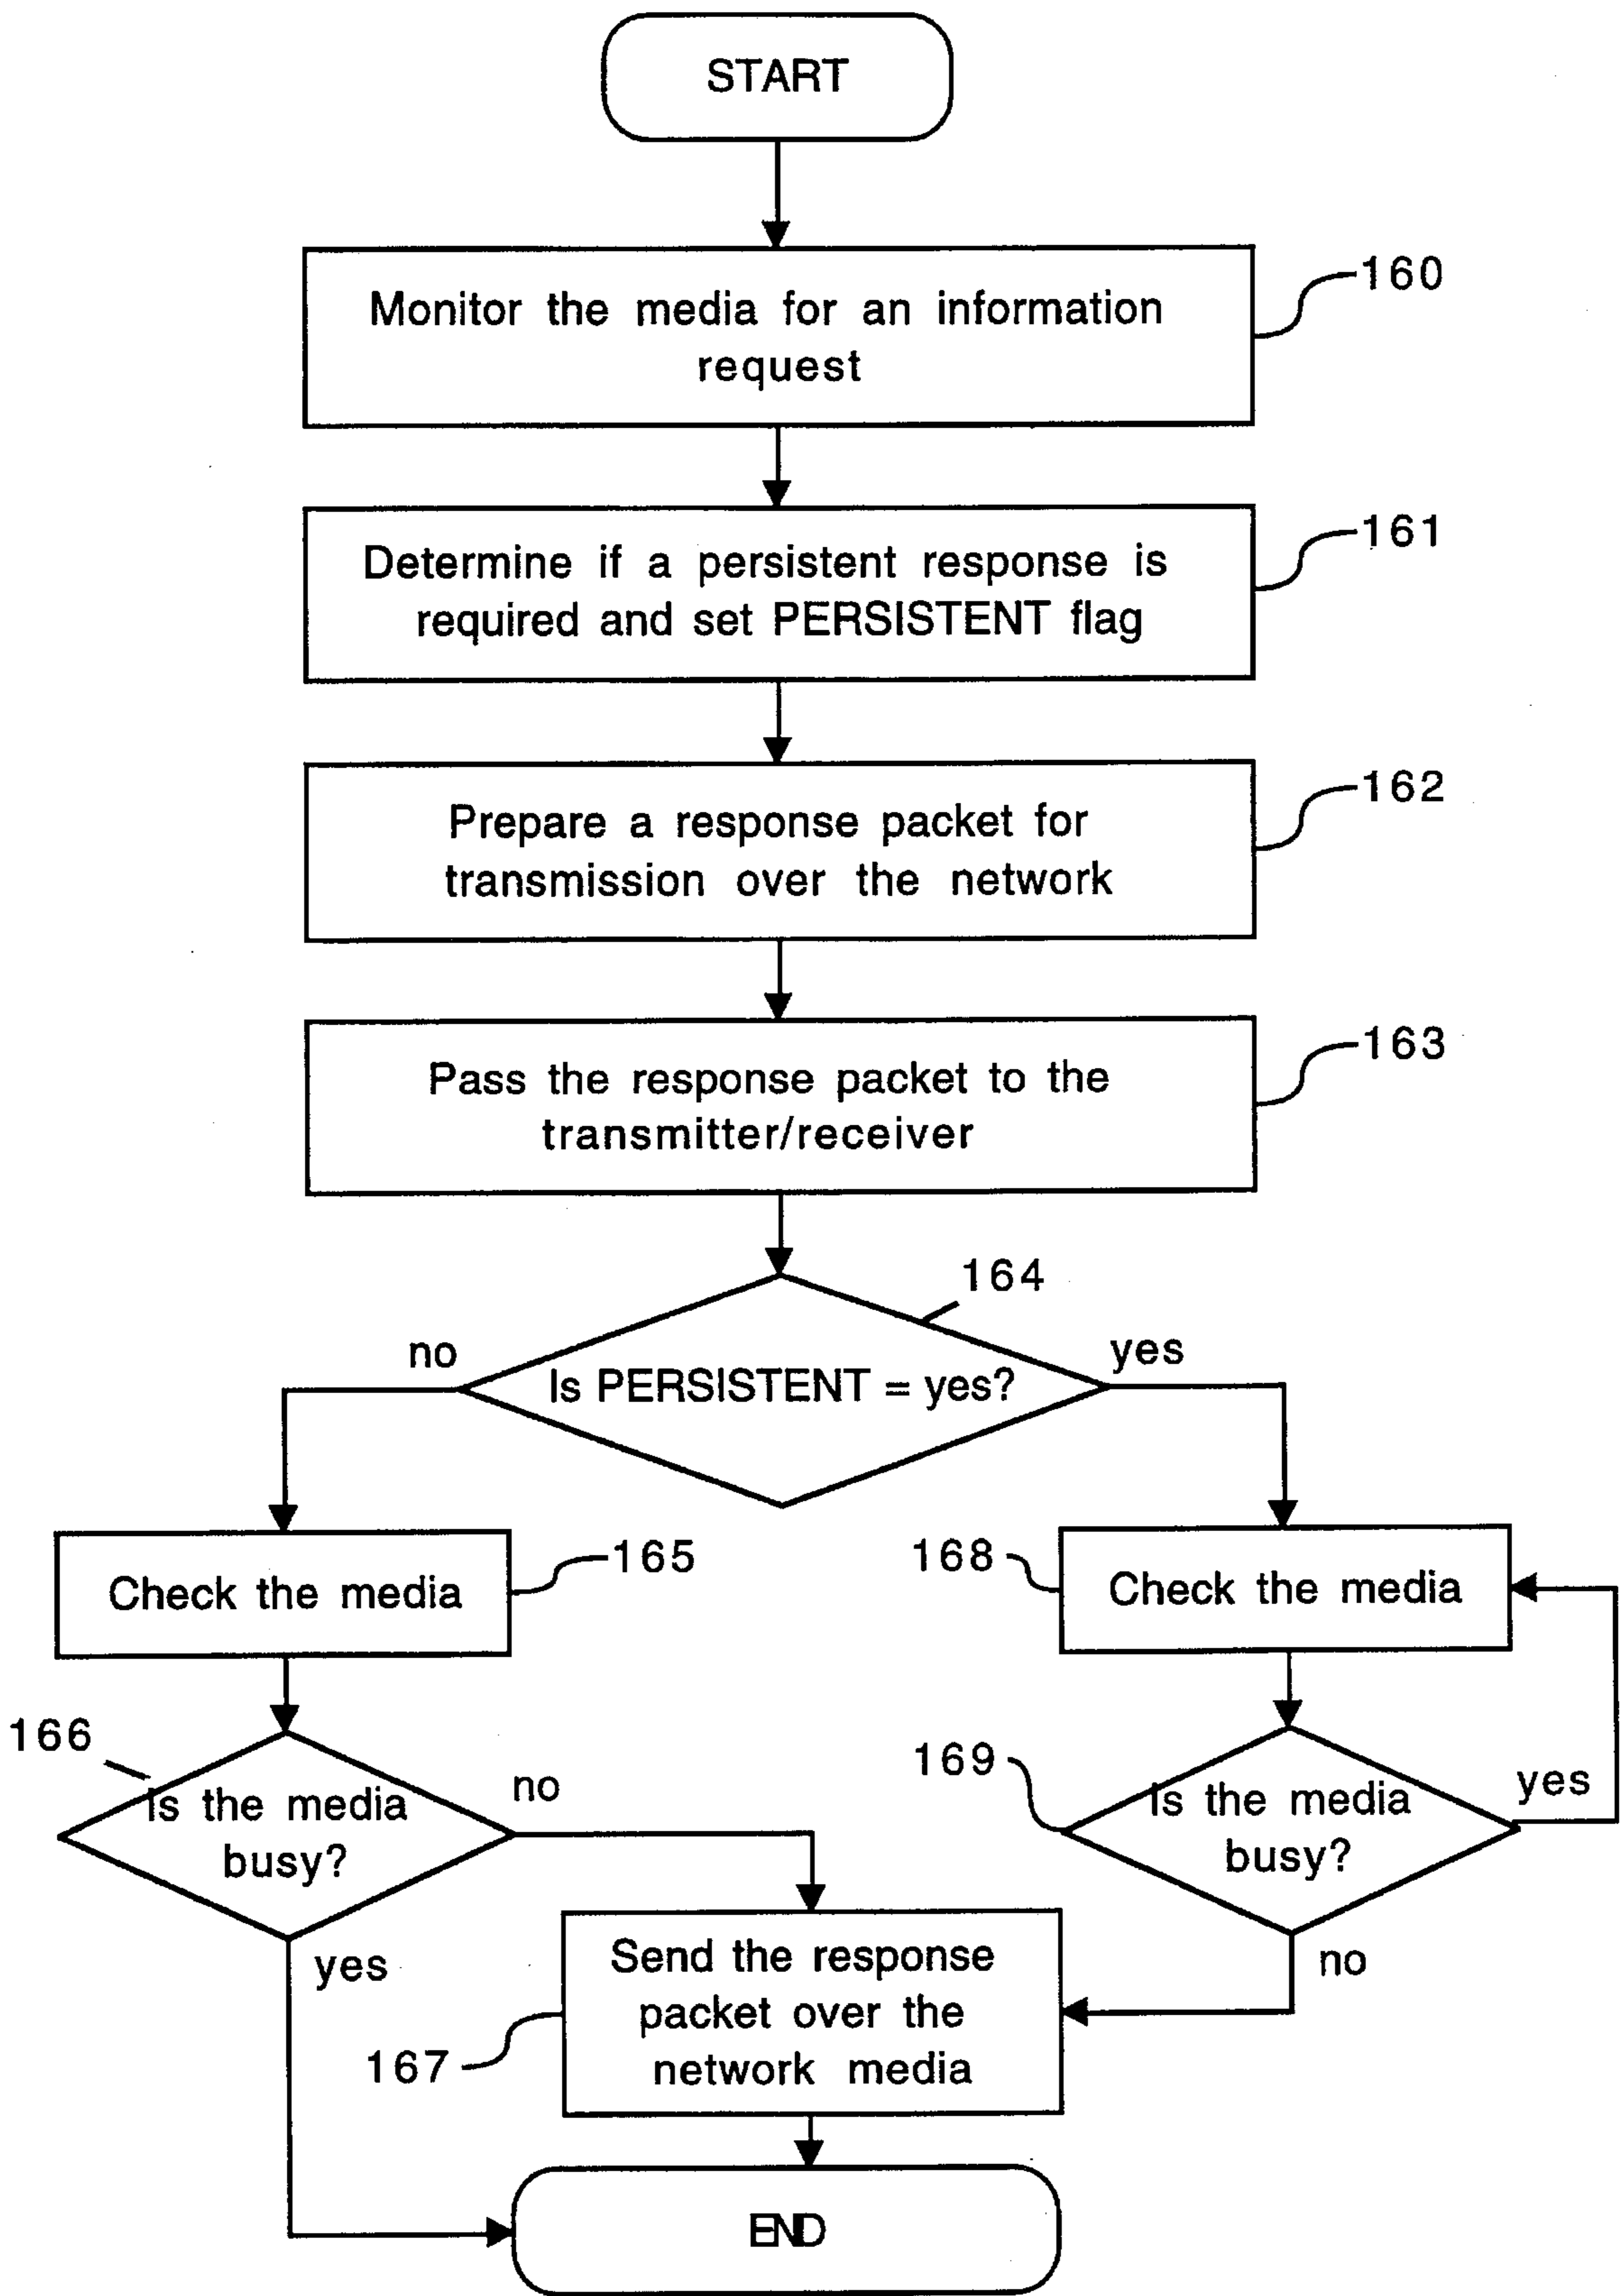 START
160
Monitor the media for an information
request
161
Determine if a persistent response is
required and set PERSISTENT flag
162
Prepare a response packet for
transmission over the network
163
Pass the response packet to the
transmitter/receiver
164
no
yes
Is PERSISTENT = yes?
165
168
Check the media
Check the media
166
169
no
yes
Is the media
busy?
Is the media
busy?
yes
no
Send the response
packet over the
network media
167
END